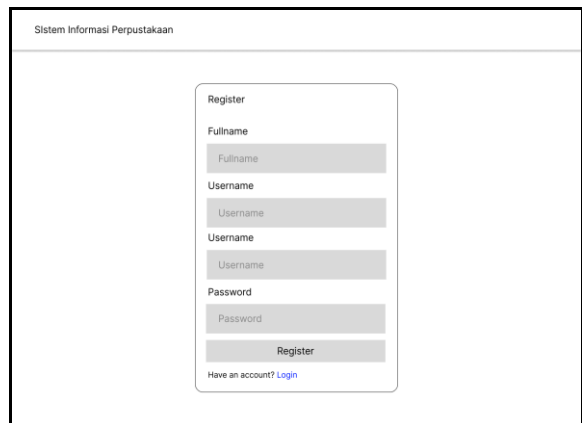 SIstem Informasi Perpustakaan
Register
Fullname
Fullname
Username
Username
Username
Username
Password
Password
Register
Have an account? Login